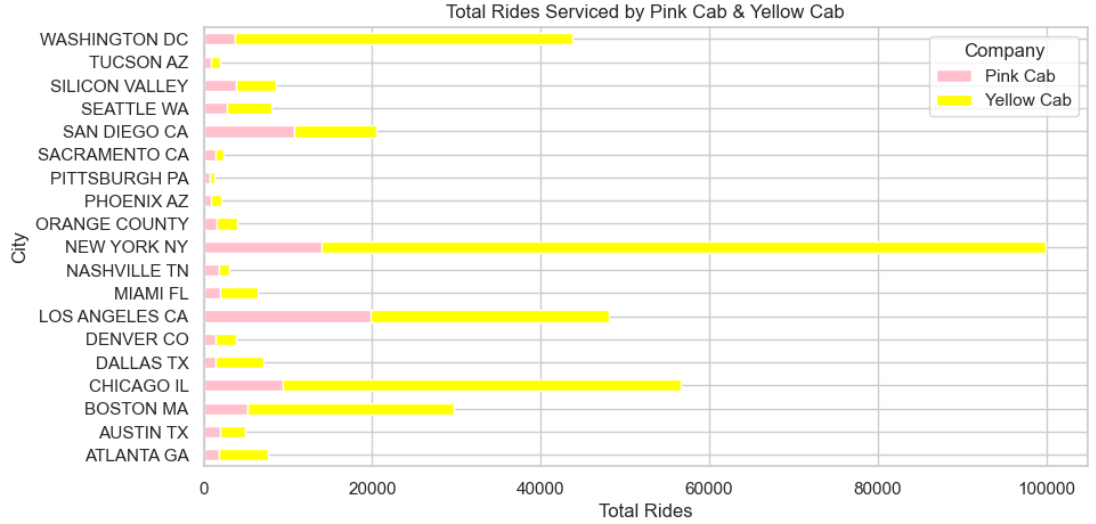 Total Rides Serviced by Pink Cab & Yellow Cab
Company
Pink Cab
Yellow Cab
City
WASHINGTON DC
TUCSON AZ
SILICON VALLEY
SEATTLE WA
SAN DIEGO CA
SACRAMENTO CA
PITTSBURGH PA
PHOENIX AZ
ORANGE COUNTY
NEW YORK NY
NASHVILLE TN
MIAMI FL
LOS ANGELES CA
DENVER CO
DALLAS TX
CHICAGO IL
BOSTON MA
AUSTIN TX
ATLANTA GA
0 20000 40000 60000 80000 100000
Total Rides